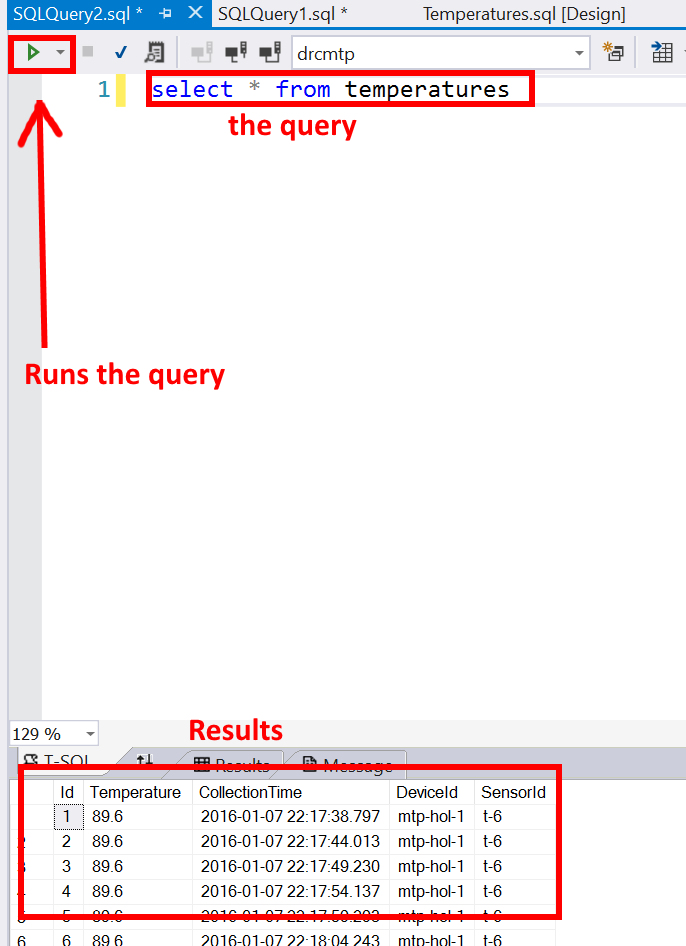 SQLQuery2.sql * SQLQuery1.sql * Temperatures.sql [Design]
drcmtp
1 select * from temperatures
the query
Runs the query
129 %
Results
T-SQL Results Message
Id Temperature CollectionTime DeviceId SensorId
1 89.6 2016-01-07 22:17:38.797 mtp-hol-1 t-6
2 2 89.6 2016-01-07 22:17:44.013 mtp-hol-1 t-6
3 3 89.6 2016-01-07 22:17:49.230 mtp-hol-1 t-6
4 4 89.6 2016-01-07 22:17:54.137 mtp-hol-1 t-6
5 5 89.6 2016-01-07 22:17:59.293 mtp-hol-1 t-6
6 6 89.6 2016-01-07 22:18:04.243 mtp-hol-1 t-6